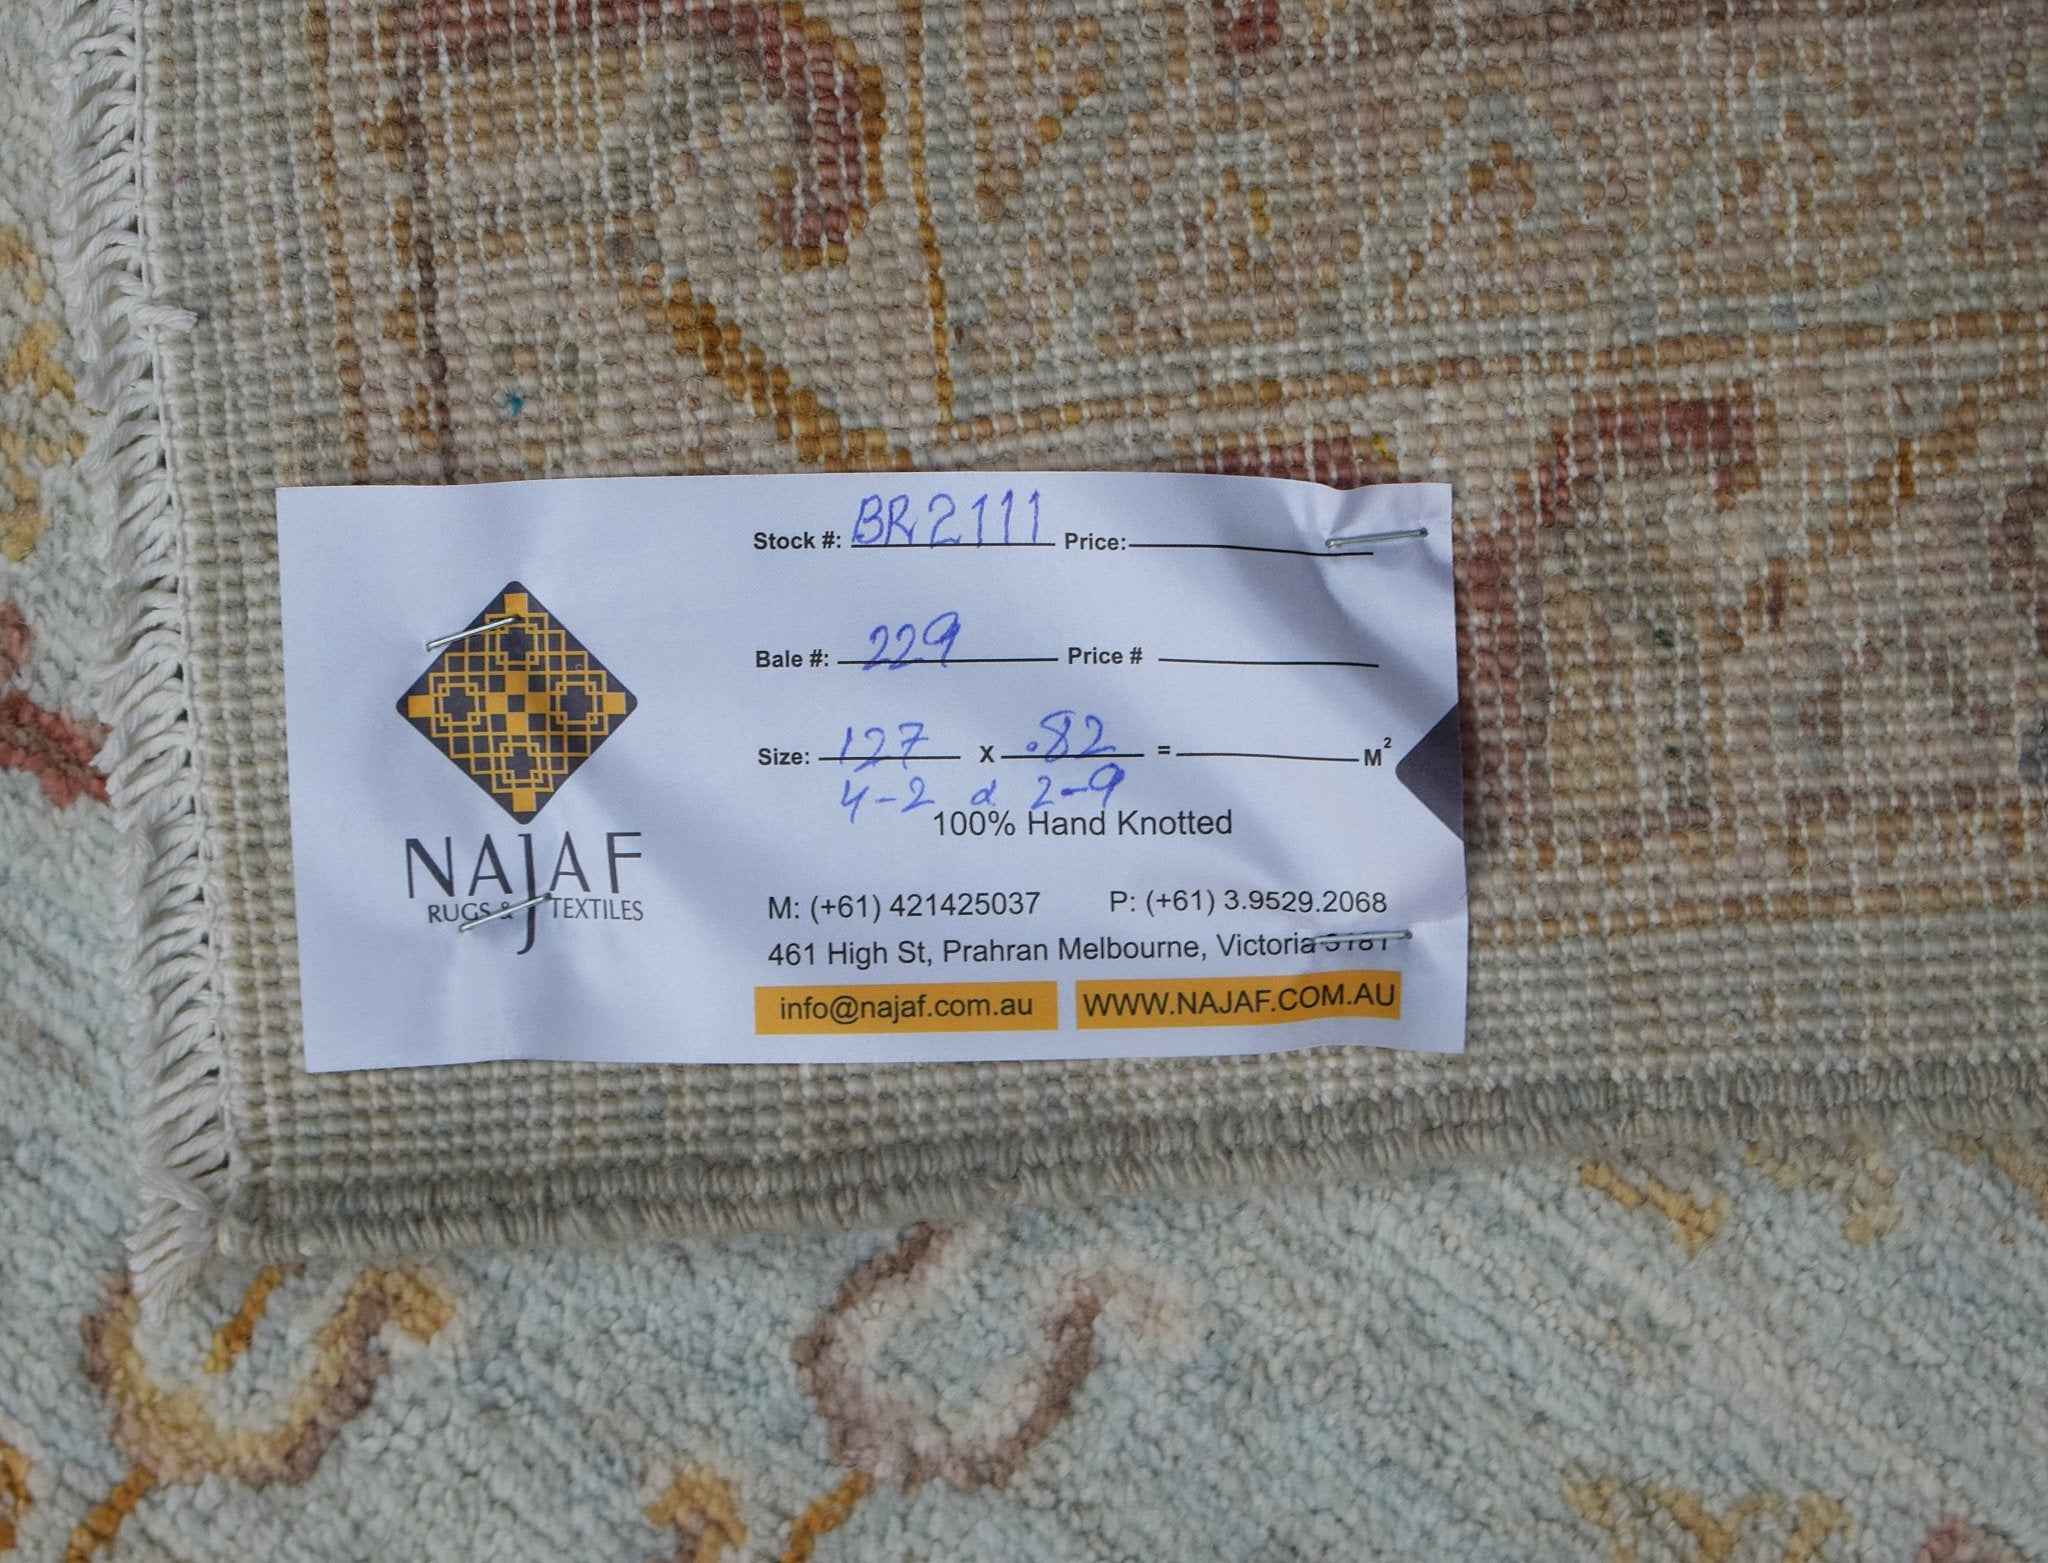 Stock #: BR2111 Price:
Bale #: 229 Price #
Size: 127 X .82 = M²
4-2 x 2-9
100% Hand Knotted
NAJAF
RUGS & TEXTILES
M: (+61) 421425037 P: (+61) 3.9529.2068
461 High St, Prahran Melbourne, Victoria 3181
info@najaf.com.au WWW.NAJAF.COM.AU